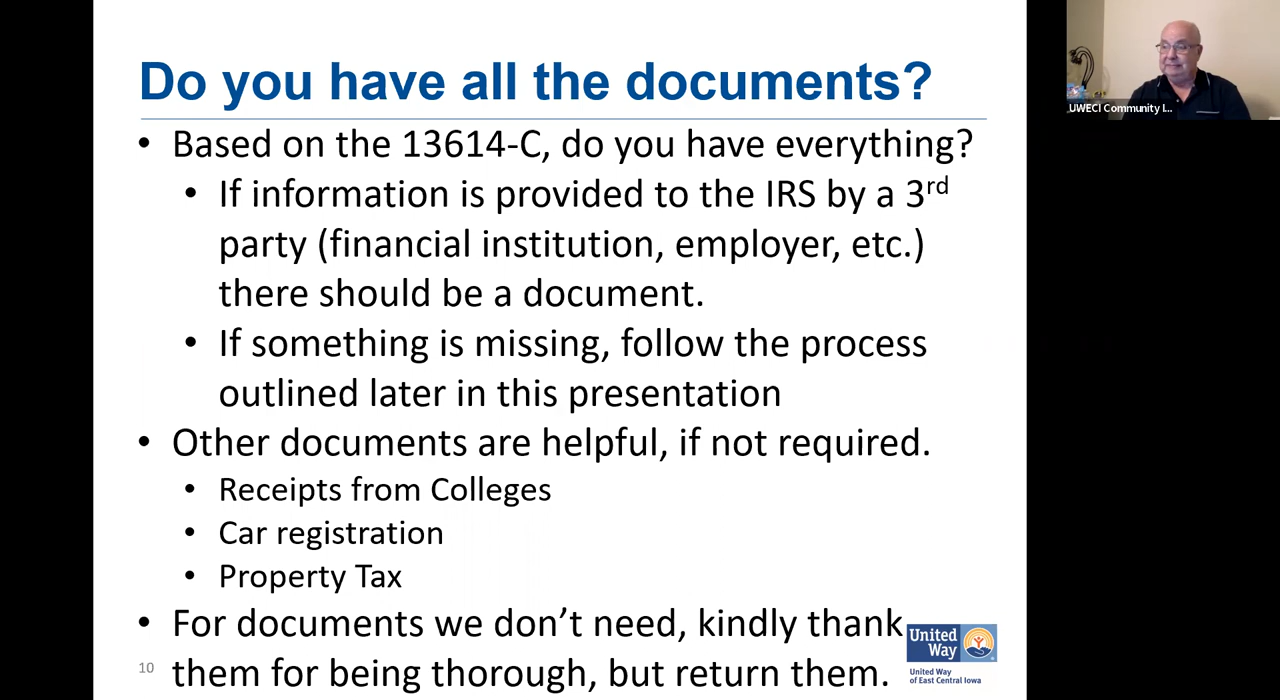 Do you have all the documents?
• Based on the 13614-C, do you have everything?
• If information is provided to the IRS by a 3rd
party (financial institution, employer, etc.)
there should be a document.
• If something is missing, follow the process
outlined later in this presentation
• Other documents are helpful, if not required.
• Receipts from Colleges
• Car registration
• Property Tax
• For documents we don’t need, kindly thank
them for being thorough, but return them.
10
United
Way
United Way
of East Central Iowa
UWECI Community I...